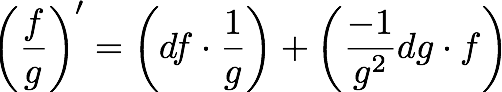 (f/g)′ = (df · 1/g) + (−1/g² dg · f)